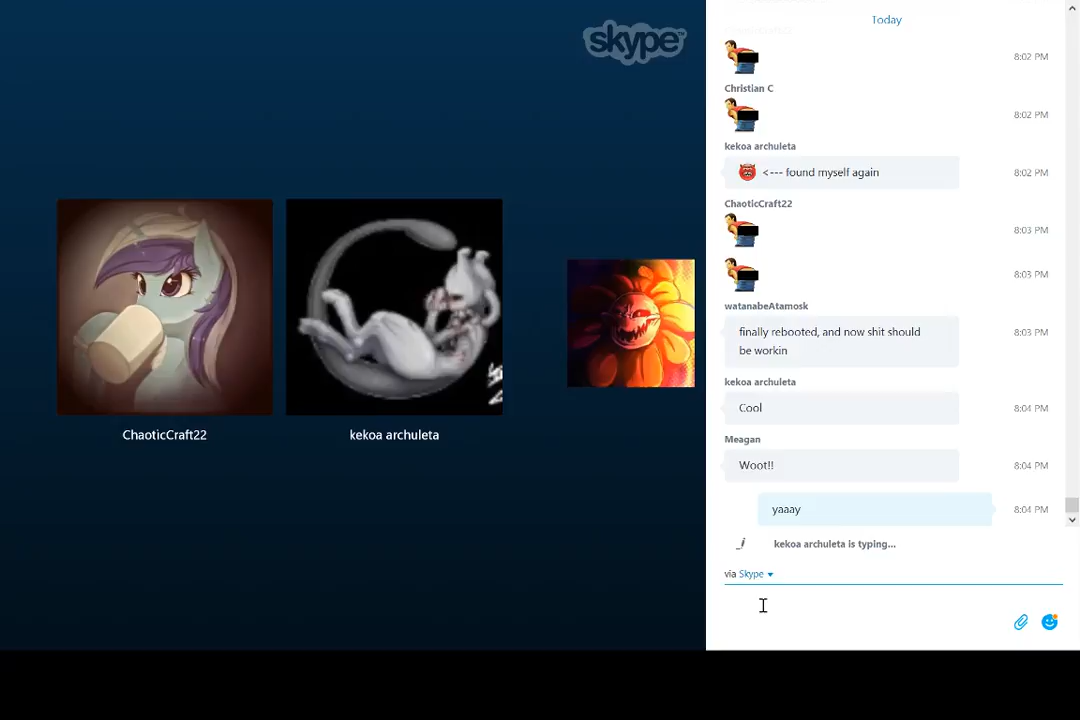 skype
ChaoticCraft22
kekoa archuleta
Today
8:02 PM
Christian C
8:02 PM
kekoa archuleta
<--- found myself again
8:02 PM
ChaoticCraft22
8:03 PM
8:03 PM
watanabeAtamosk
finally rebooted, and now shit should
be workin
8:03 PM
kekoa archuleta
Cool
8:04 PM
Meagan
Woot!!
8:04 PM
yaaay
8:04 PM
kekoa archuleta is typing...
via Skype